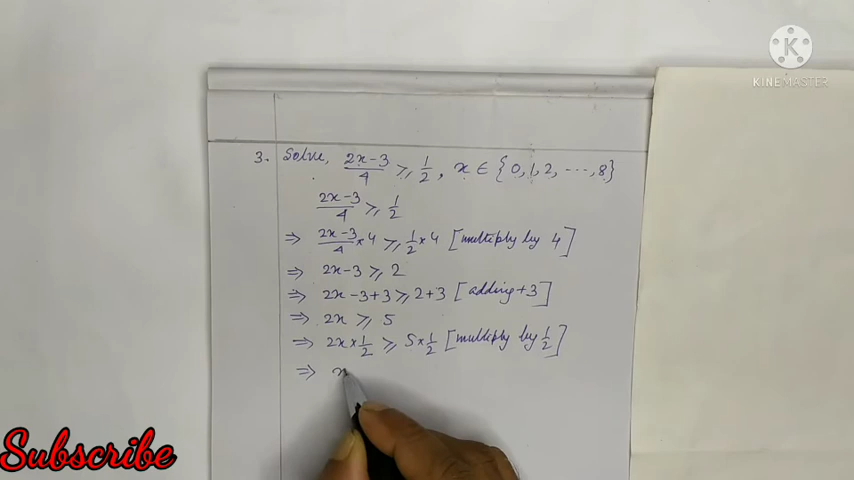 KINEMASTER
3. Solve, (2x-3)/4 ⩾ 1/2, x ∈ {0,1,2, ---, 8}
(2x-3)/4 ⩾ 1/2
⇒ (2x-3)/4 × 4 ⩾ 1/2 × 4 [multiply by 4]
⇒ 2x-3 ⩾ 2
⇒ 2x-3+3 ⩾ 2+3 [adding +3]
⇒ 2x ⩾ 5
⇒ 2x × 1/2 ⩾ 5 × 1/2 [multiply by 1/2]
⇒ x
Subscribe